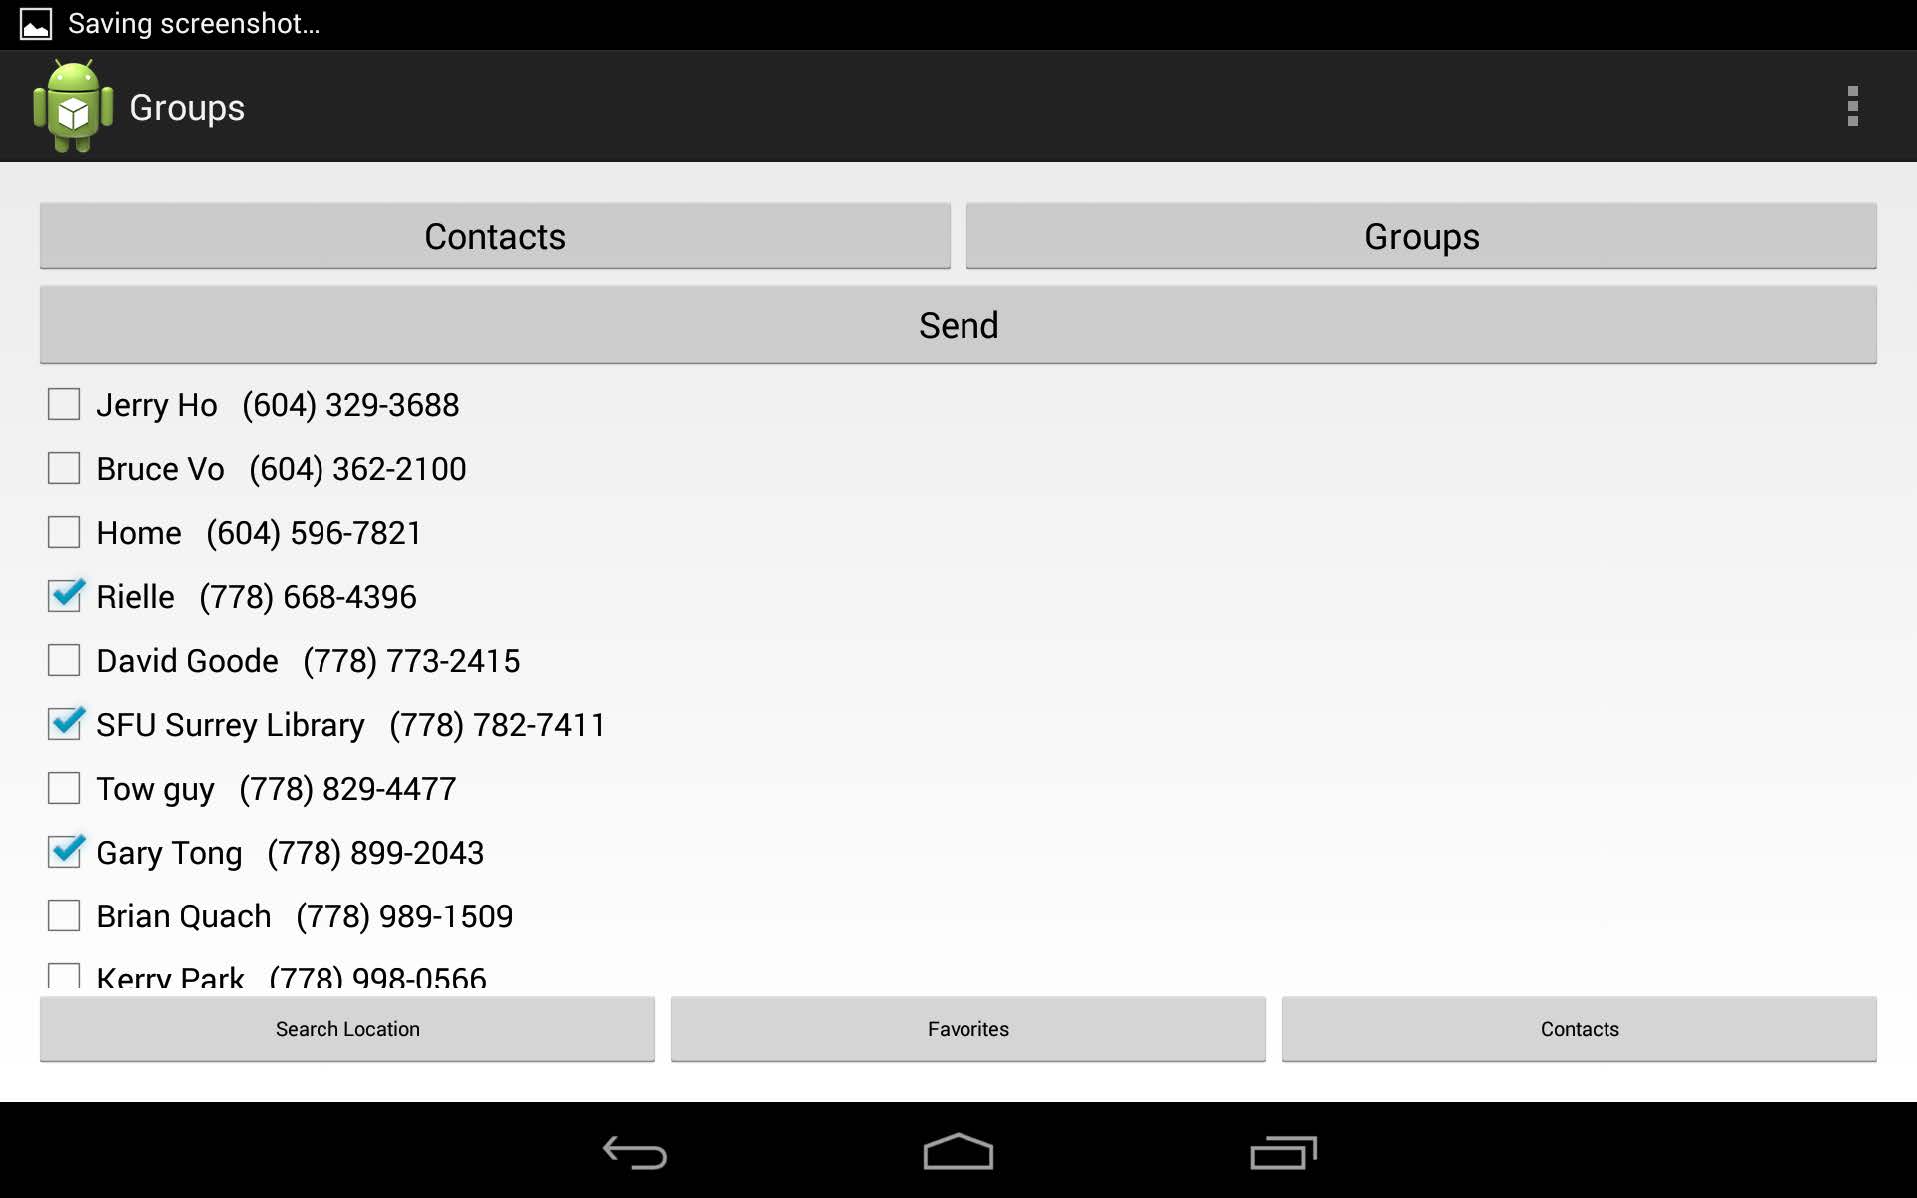 Saving screenshot...
Groups
Contacts Groups
Send
Jerry Ho (604) 329-3688
Bruce Vo (604) 362-2100
Home (604) 596-7821
Rielle (778) 668-4396
David Goode (778) 773-2415
SFU Surrey Library (778) 782-7411
Tow guy (778) 829-4477
Gary Tong (778) 899-2043
Brian Quach (778) 989-1509
Kerry Park (778) 998-0566
Search Location Favorites Contacts